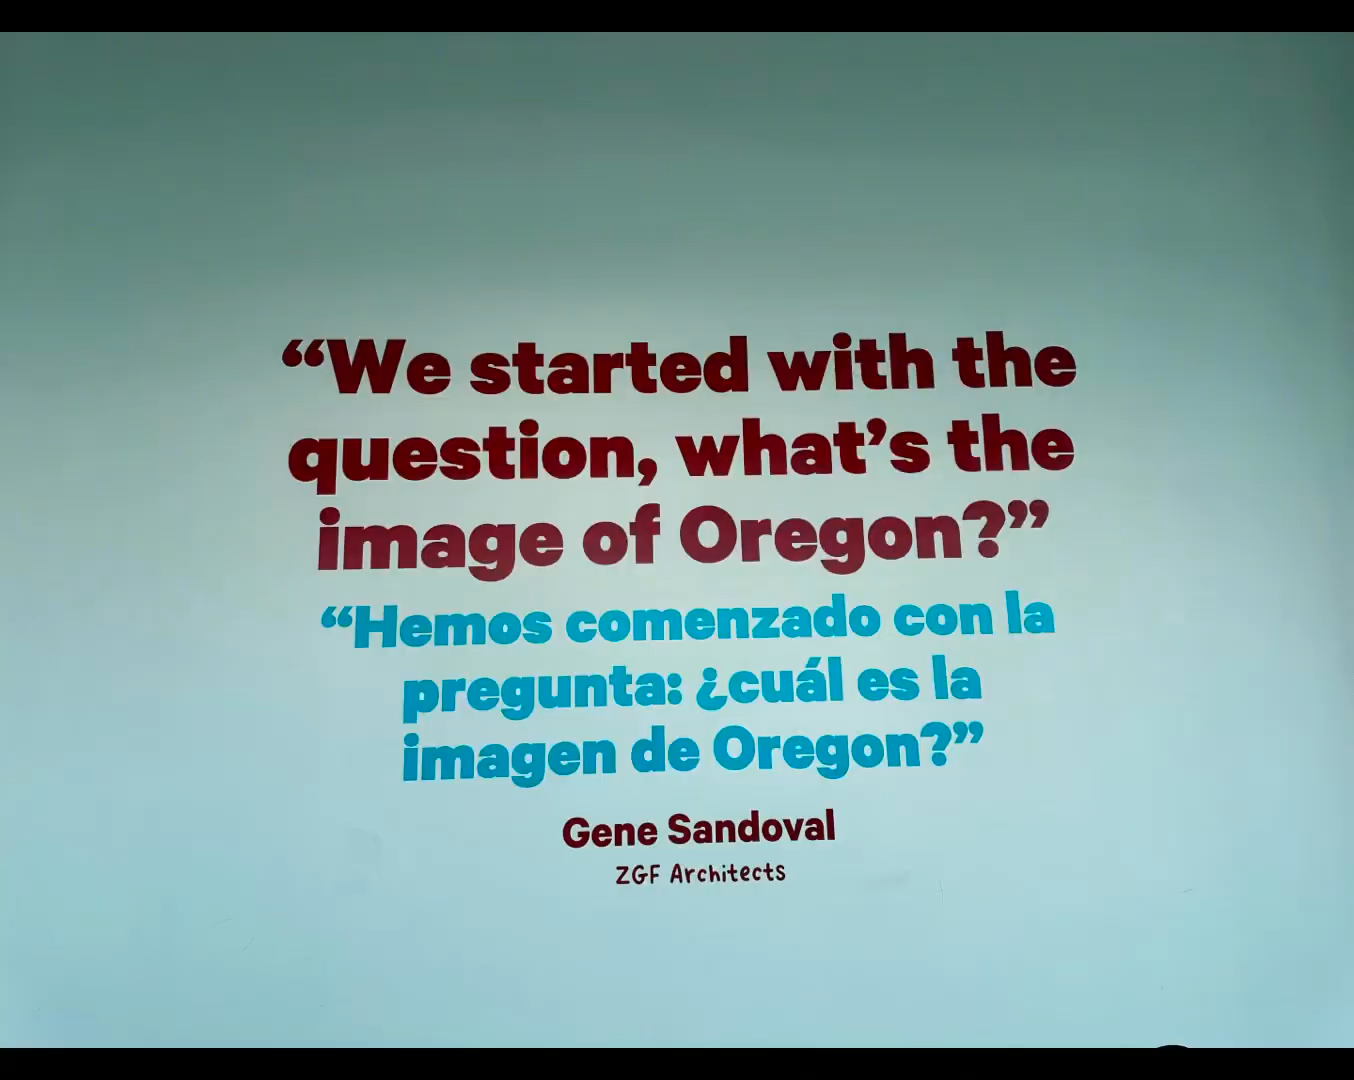 “We started with the
question, what’s the
image of Oregon?”
“Hemos comenzado con la
pregunta: ¿cuál es la
imagen de Oregon?”
Gene Sandoval
ZGF Architects